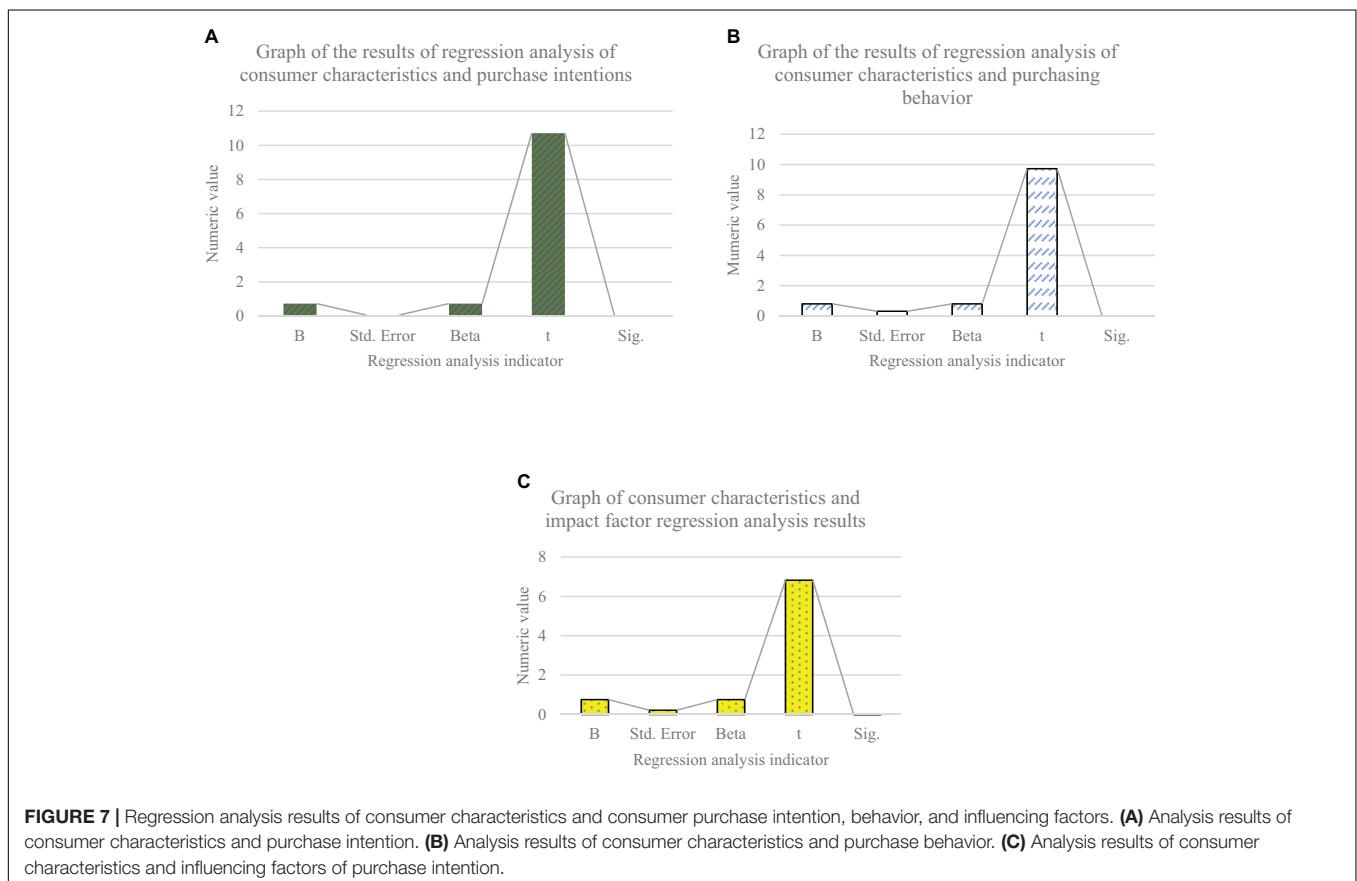 A
Graph of the results of regression analysis of
consumer characteristics and purchase intentions
12
10
8
6
4
2
0
Numeric value
B
Std. Error
Beta
t
Sig.
Regression analysis indicator
B
Graph of the results of regression analysis of
consumer characteristics and purchasing
behavior
12
10
8
6
4
2
0
Mumeric value
B
Std. Error
Beta
t
Sig.
Regression analysis indicator
C
Graph of consumer characteristics and
impact factor regression analysis results
8
6
4
2
0
Numeric value
B
Std. Error
Beta
t
Sig.
Regression analysis indicator
FIGURE 7 | Regression analysis results of consumer characteristics and consumer purchase intention, behavior, and influencing factors. (A) Analysis results of
consumer characteristics and purchase intention. (B) Analysis results of consumer characteristics and purchase behavior. (C) Analysis results of consumer
characteristics and influencing factors of purchase intention.